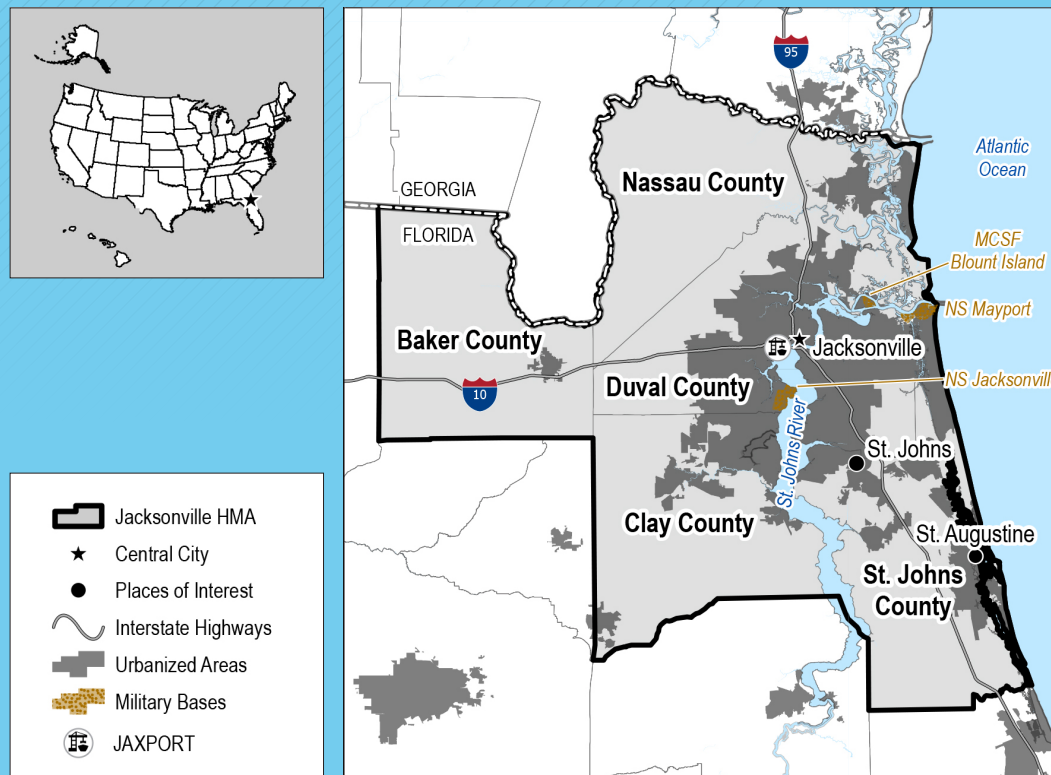 95
Atlantic
Ocean
GEORGIA
FLORIDA
Nassau County
MCSF
Blount Island
NS Mayport
Baker County
Jacksonville
Duval County
NS Jacksonvill
10
St. Johns River
St. Johns
Clay County
St. Augustine
St. Johns
County
Jacksonville HMA
Central City
Places of Interest
Interstate Highways
Urbanized Areas
Military Bases
JAXPORT